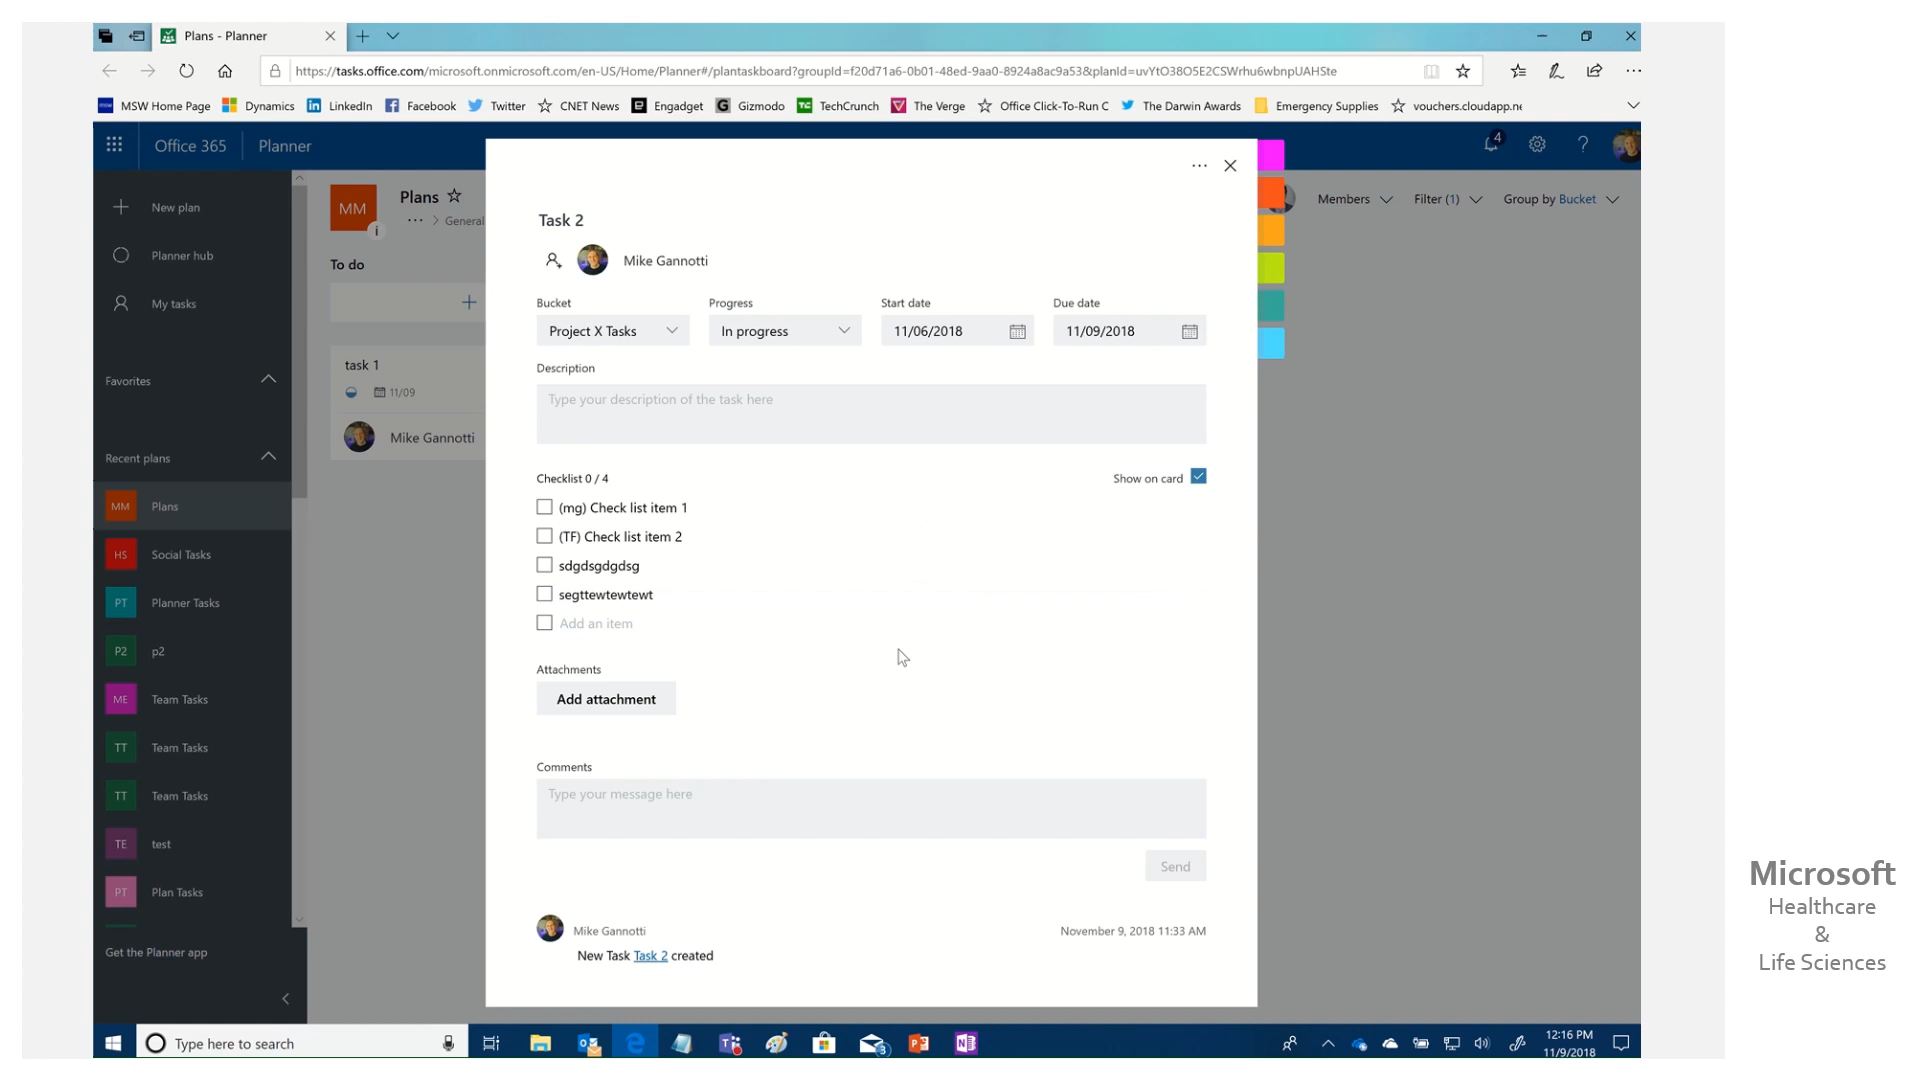 Plans - Planner
https://tasks.office.com/microsoft.onmicrosoft.com/en-US/Home/Planner#/plantaskboard?groupId=f20d71a6-0b01-48ed-9aa0-8924a8ac9a53&planId=uvYtO38O5E2CSWrhu6wbnpUAHSte
MSW Home Page Dynamics LinkedIn Facebook Twitter CNET News Engadget Gizmodo TechCrunch The Verge Office Click-To-Run C The Darwin Awards Emergency Supplies vouchers.cloudapp.ne
Office 365 Planner 4
New plan
Planner hub
My tasks
Favorites
Recent plans
MM Plans
HS Social Tasks
PT Planner Tasks
P2 p2
ME Team Tasks
TT Team Tasks
TT Team Tasks
TE test
PT Plan Tasks
Get the Planner app
MM Plans
... > General
Members Filter (1) Group by Bucket
To do
task 1
11/09
Mike Gannotti
Task 2
Mike Gannotti
Bucket Progress Start date Due date
Project X Tasks In progress 11/06/2018 11/09/2018
Description
Type your description of the task here
Checklist 0 / 4 Show on card
(mg) Check list item 1
(TF) Check list item 2
sdgdsgdgdsg
segttewtewtewt
Add an item
Attachments
Add attachment
Comments
Type your message here
Send
Mike Gannotti November 9, 2018 11:33 AM
New Task Task 2 created
Type here to search
3
12:16 PM
11/9/2018
Microsoft
Healthcare
&
Life Sciences